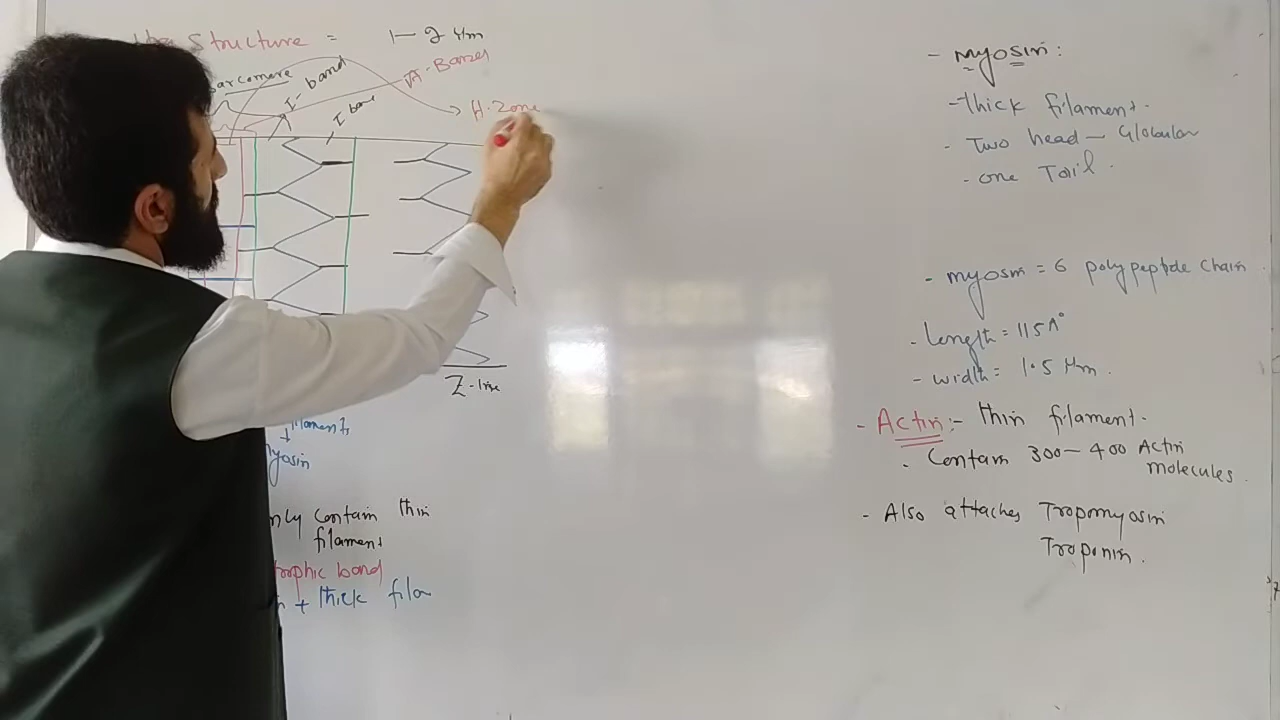 Structure = 1-2 µm
Sarcomere
I-band
A-Bands
I band
H-Zone
Z-line
filaments
myosin
only contain thin
filament
trophic band
+ thick fila
- myosin:
- thick filament.
- Two head - Globular
- one Tail.
- myosin = 6 polypeptide chain.
- Length = 115 A°
- width = 1.5 µm.
- Actin:- thin filament.
. Contain 300-400 Actin
molecules.
- Also attaches Tropomyosin
Troponin.